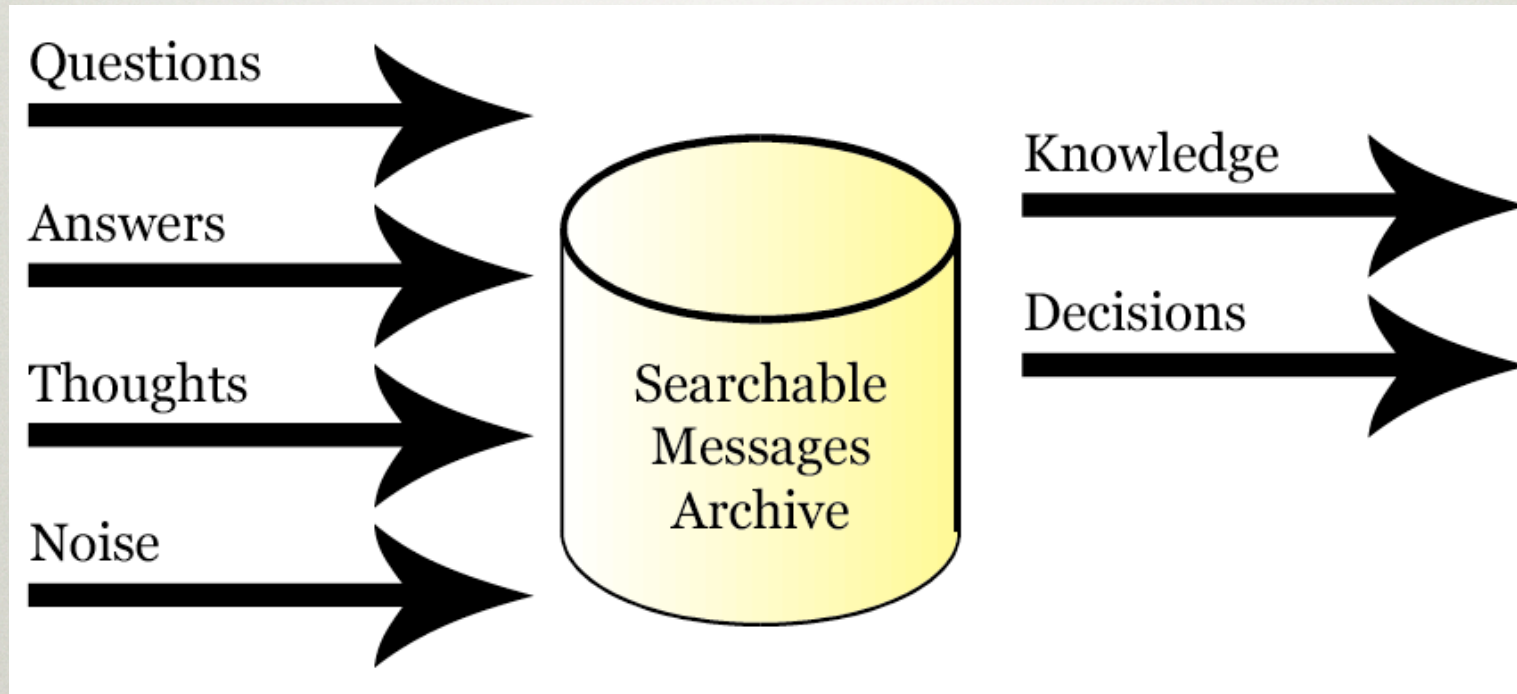 Questions
Answers
Thoughts
Noise
Searchable
Messages
Archive
Knowledge
Decisions